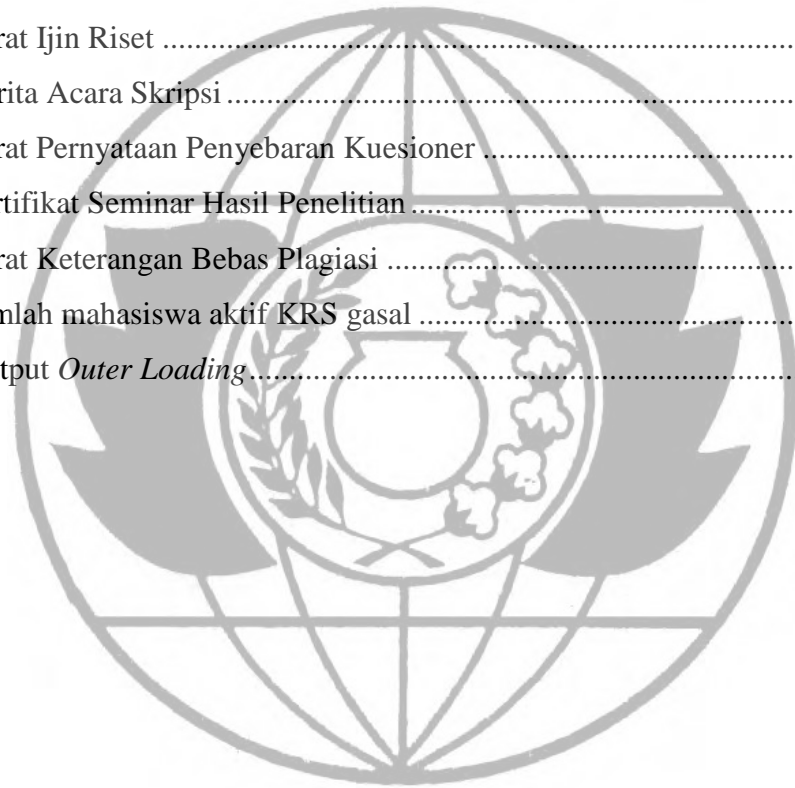 rat Ijin Riset ........................................................................................
rita Acara Skripsi ................................................................................
rat Pernyataan Penyebaran Kuesioner ...............................................
rtifikat Seminar Hasil Penelitian .........................................................
rat Keterangan Bebas Plagiasi ............................................................
mlah mahasiswa aktif KRS gasal ........................................................
tput Outer Loading..............................................................................